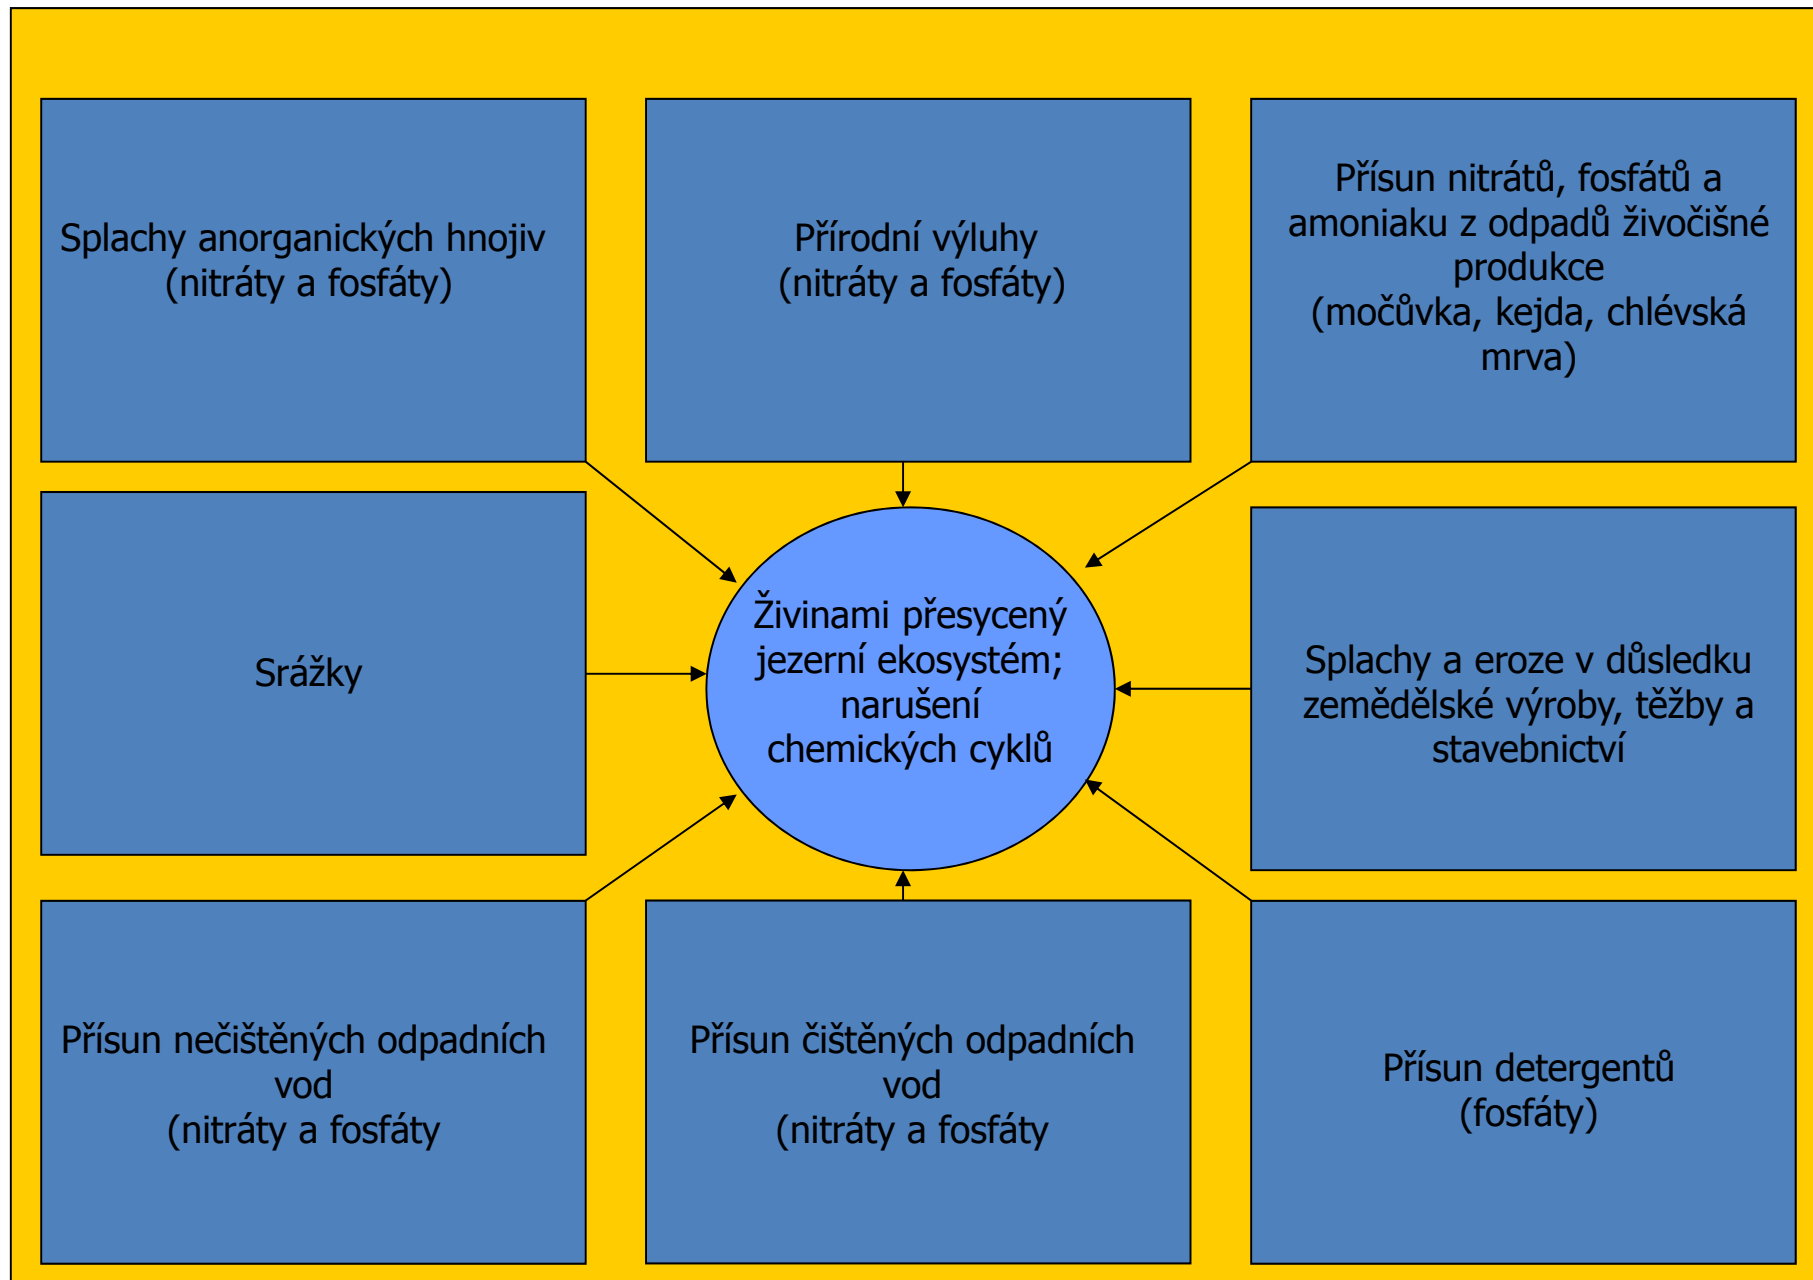 Splachy anorganických hnojiv
(nitráty a fosfáty)
Přírodní výluhy
(nitráty a fosfáty)
Přísun nitrátů, fosfátů a
amoniaku z odpadů živočišné
produkce
(močůvka, kejda, chlévská
mrva)
Srážky
Živinami přesycený
jezerní ekosystém;
narušení
chemických cyklů
Splachy a eroze v důsledku
zemědělské výroby, těžby a
stavebnictví
Přísun nečištěných odpadních
vod
(nitráty a fosfáty
Přísun čištěných odpadních
vod
(nitráty a fosfáty
Přísun detergentů
(fosfáty)